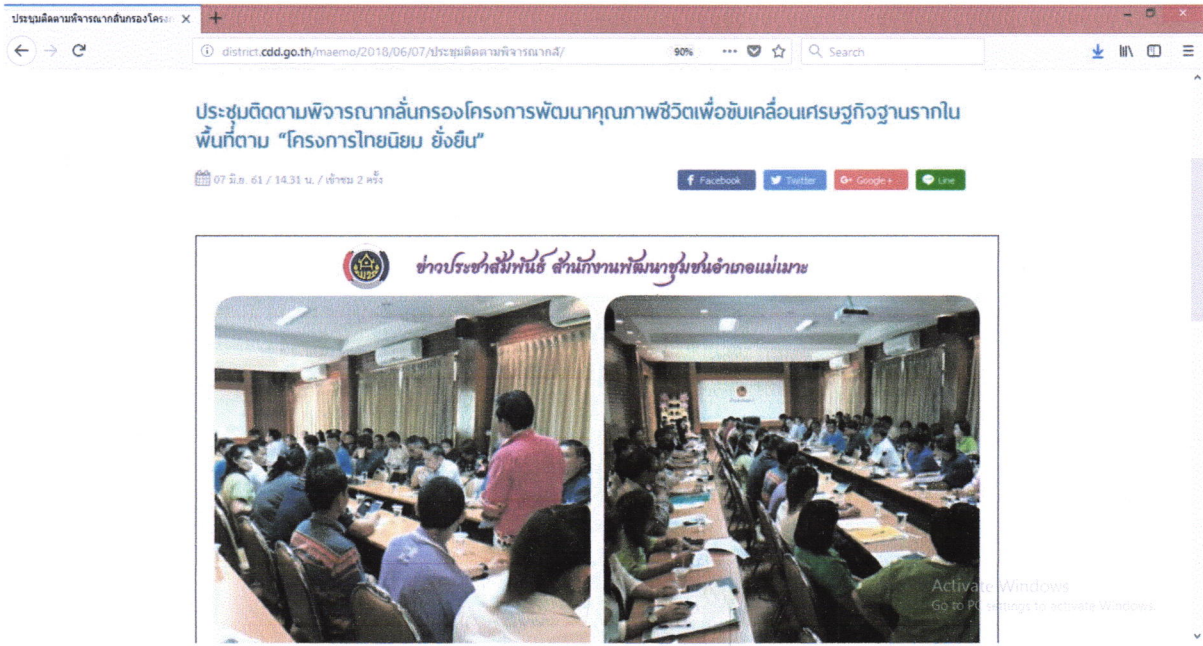 ประชุมติดตามพิจารณากลั่นกรองโครงก
district.cdd.go.th/maemo/2018/06/07/ประชุมติดตามพิจารณากลั/
90%
Search
ประชุมติดตามพิจารณากลั่นกรองโครงการพัฒนาคุณภาพชีวิตเพื่อขับเคลื่อนเศรษฐกิจฐานรากใน
พื้นที่ตาม “โครงการไทยนิยม ยั่งยืน”
07 มิ.ย. 61 / 14.31 น. / เข้าชม 2 ครั้ง
Facebook
Twitter
G+ Google+
Line
ข่าวประชาสัมพันธ์ สำนักงานพัฒนาชุมชนอำเภอแม่เมาะ
Activate Windows
Go to PC settings to activate Windows.